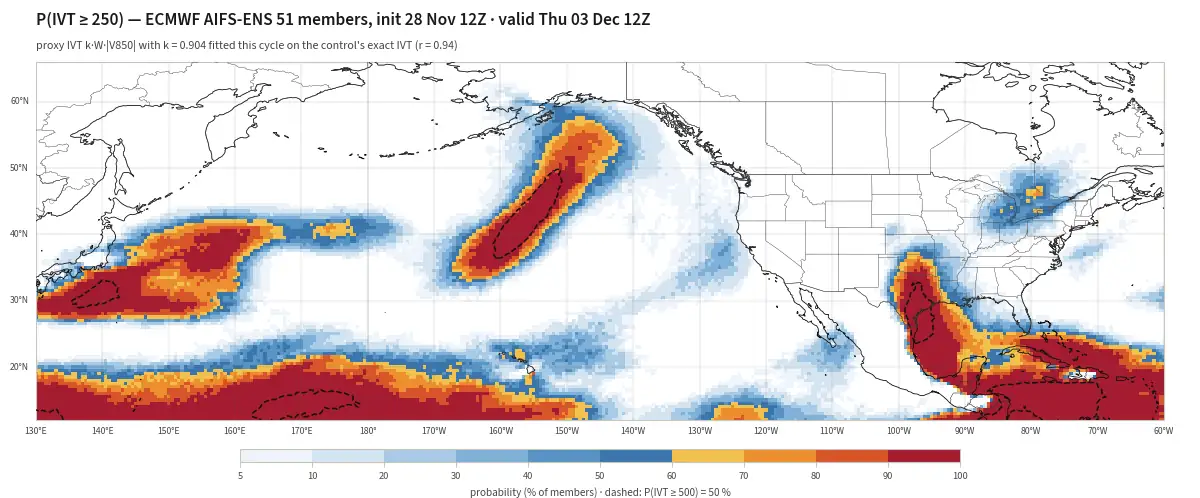 P(IVT ≥ 250) — ECMWF AIFS-ENS 51 members, init 28 Nov 12Z · valid Thu 03 Dec 12Z
proxy IVT k·W·|V850| with k = 0.904 fitted this cycle on the control's exact IVT (r = 0.94)
60°N
50°N
40°N
30°N
20°N
130°E 140°E 150°E 160°E 170°E 180° 170°W 160°W 150°W 140°W 130°W 120°W 110°W 100°W 90°W 80°W 70°W 60°W
5 10 20 30 40 50 60 70 80 90 100
probability (% of members) · dashed: P(IVT ≥ 500) = 50 %